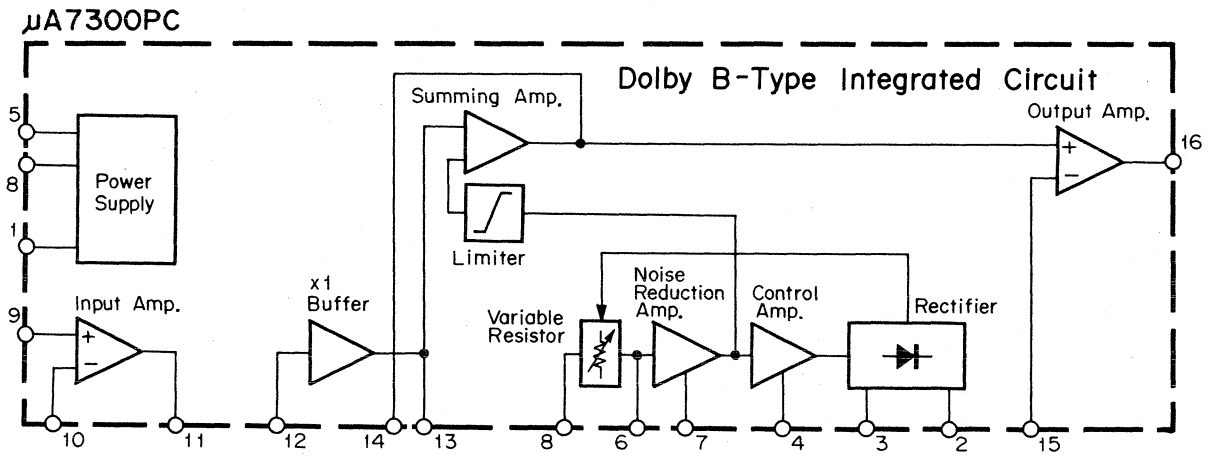 µA7300PC
Dolby B-Type Integrated Circuit
Summing Amp.
Output Amp.
5
8
1
9
Power
Supply
+
−
16
Limiter
Input Amp.
x1
Buffer
Variable
Resistor
Noise
Reduction
Amp.
Control
Amp.
Rectifier
+
−
10
11
12
14
13
8
6
7
4
3
2
15